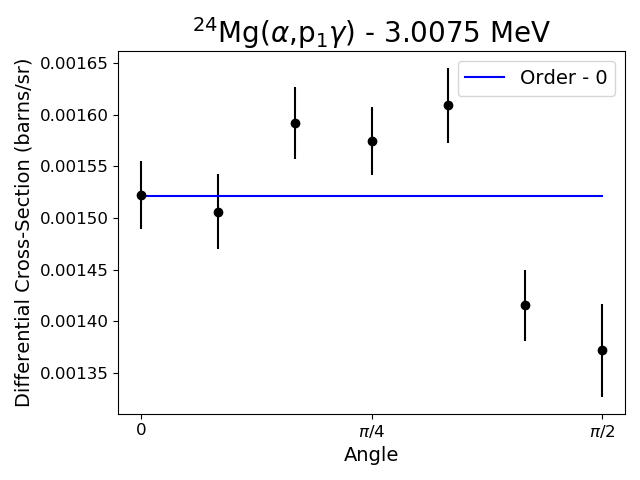 ²⁴Mg(α,p₁γ) - 3.0075 MeV
Order - 0
Differential Cross-Section (barns/sr)
0.00165
0.00160
0.00155
0.00150
0.00145
0.00140
0.00135
0
π/4
π/2
Angle